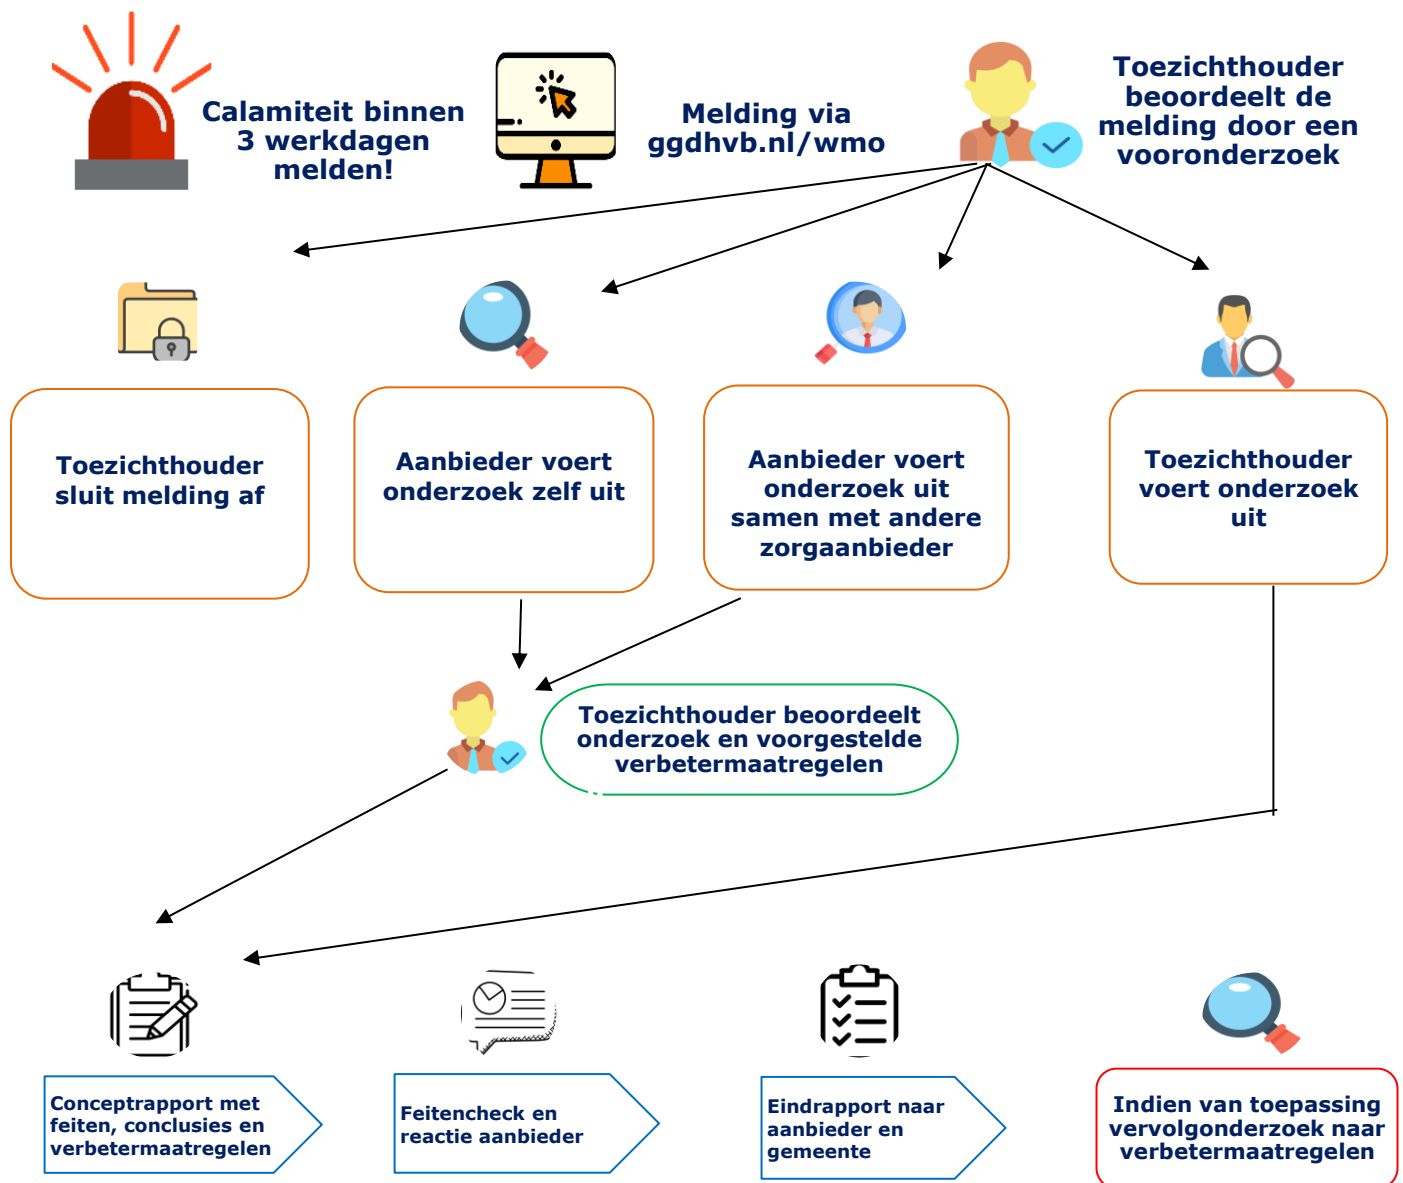 Calamiteit binnen
3 werkdagen
melden!
Melding via
ggdhvb.nl/wmo
Toezichthouder
beoordeelt de
melding door een
vooronderzoek
Toezichthouder
sluit melding af
Aanbieder voert
onderzoek zelf uit
Aanbieder voert
onderzoek uit
samen met andere
zorgaanbieder
Toezichthouder
voert onderzoek
uit
Toezichthouder beoordeelt
onderzoek en voorgestelde
verbetermaatregelen
Conceptrapport met
feiten, conclusies en
verbetermaatregelen
Feitencheck en
reactie aanbieder
Eindrapport naar
aanbieder en
gemeente
Indien van toepassing
vervolgonderzoek naar
verbetermaatregelen